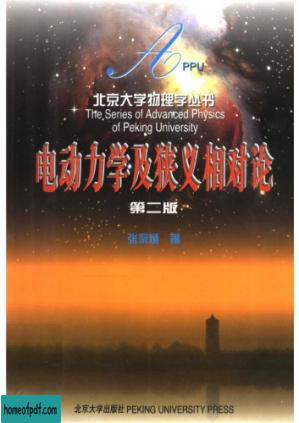 A
PPU
北京大学物理学丛书
The Series of Advanced Physics
of Peking University
电动力学及狭义相对论
第二版
张宗燧 著
北京大学出版社 PEKING UNIVERSITY PRESS
homeofpdf.com